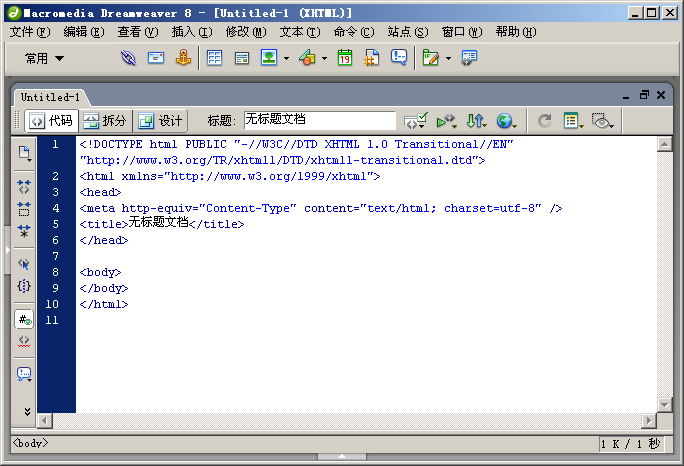 Macromedia Dreamweaver 8 - [Untitled-1 (XHTML)]
文件(F) 编辑(E) 查看(V) 插入(I) 修改(M) 文本(T) 命令(C) 站点(S) 窗口(W) 帮助(H)
常用 19
Untitled-1
代码 拆分 设计 标题: 无标题文档
1 <!DOCTYPE html PUBLIC "-//W3C//DTD XHTML 1.0 Transitional//EN"
"http://www.w3.org/TR/xhtml1/DTD/xhtml1-transitional.dtd">
2 <html xmlns="http://www.w3.org/1999/xhtml">
3 <head>
4 <meta http-equiv="Content-Type" content="text/html; charset=utf-8" />
5 <title>无标题文档</title>
6 </head>
7
8 <body>
9 </body>
10 </html>
11
<body> 1 K / 1 秒